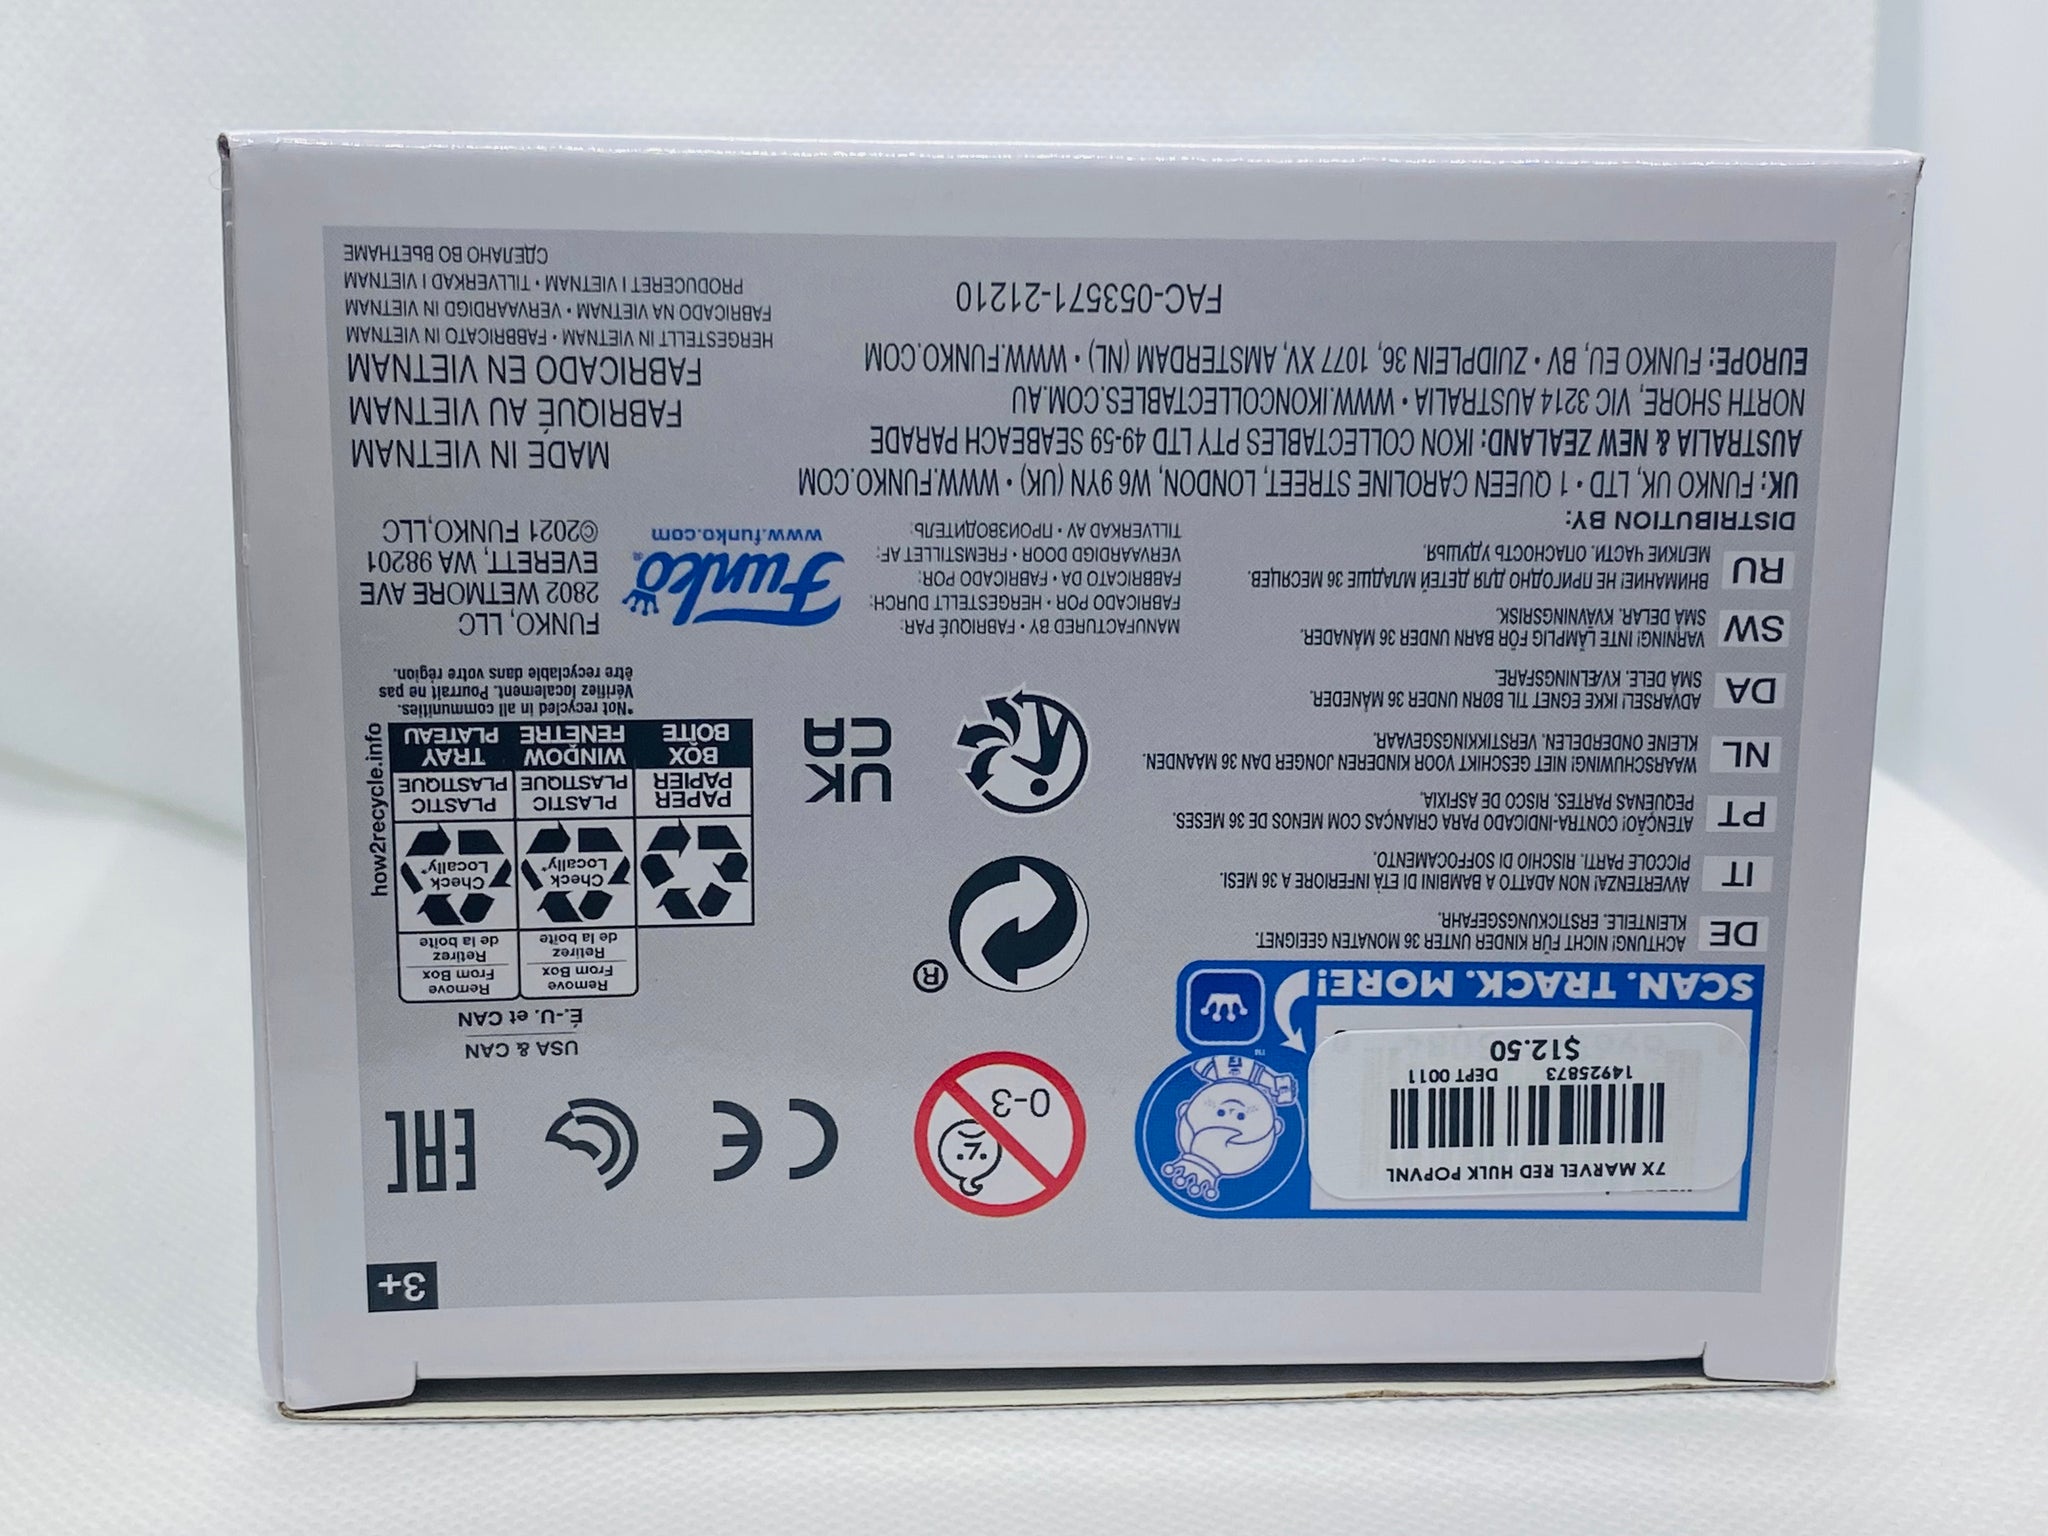 7X MARVEL RED HULK POPVNL
14925873 DEPT 0011
$12.50
SCAN. TRACK. MORE!
TM
3+
0-3
CE
EAC
USA & CAN
É.-U. et CAN
Remove
From Box
Retirez
de la boîte
Remove
From Box
Retirez
de la boîte
Check
Locally*
Check
Locally*
PAPER
PAPIER
BOX
BOÎTE
PLASTIC
PLASTIQUE
WINDOW
FENÊTRE
PLASTIC
PLASTIQUE
TRAY
PLATEAU
how2recycle.info
*Not recycled in all communities.
Vérifiez localement. Pourrait ne pas
être recyclable dans votre région.
®
UK
CA
DE
ACHTUNG! NICHT FÜR KINDER UNTER 36 MONATEN GEEIGNET.
KLEINTEILE. ERSTICKUNGSGEFAHR.
IT
AVVERTENZA! NON ADATTO A BAMBINI DI ETÀ INFERIORE A 36 MESI.
PICCOLE PARTI. RISCHIO DI SOFFOCAMENTO.
PT
ATENÇÃO! CONTRA-INDICADO PARA CRIANÇAS COM MENOS DE 36 MESES.
PEQUENAS PARTES. RISCO DE ASFIXIA.
NL
WAARSCHUWING! NIET GESCHIKT VOOR KINDEREN JONGER DAN 36 MAANDEN.
KLEINE ONDERDELEN. VERSTIKKINGSGEVAAR.
DA
ADVARSEL! IKKE EGNET TIL BØRN UNDER 36 MÅNEDER.
SMÅ DELE. KVÆLNINGSFARE.
SW
VARNING! INTE LÄMPLIG FÖR BARN UNDER 36 MÅNADER.
SMÅ DELAR. KVÄVNINGSRISK.
RU
ВНИМАНИЕ! НЕ ПРИГОДНО ДЛЯ ДЕТЕЙ МЛАДШЕ 36 МЕСЯЦЕВ.
МЕЛКИЕ ЧАСТИ. ОПАСНОСТЬ УДУШЬЯ.
MANUFACTURED BY • FABRIQUÉ PAR:
FABRICADO POR • HERGESTELLT DURCH:
FABBRICATO DA • FABRICADO POR:
VERVAARDIGD DOOR • FREMSTILLET AF:
TILLVERKAD AV • ПРОИЗВОДИТЕЛЬ:
Funko®
www.funko.com
FUNKO, LLC
2802 WETMORE AVE
EVERETT, WA 98201
©2021 FUNKO,LLC
DISTRIBUTION BY:
UK: FUNKO UK, LTD • 1 QUEEN CAROLINE STREET, LONDON, W6 9YN (UK) • WWW.FUNKO.COM
AUSTRALIA & NEW ZEALAND: IKON COLLECTABLES PTY LTD 49-59 SEABEACH PARADE
NORTH SHORE, VIC 3214 AUSTRALIA • WWW.IKONCOLLECTABLES.COM.AU
EUROPE: FUNKO EU, BV • ZUIDPLEIN 36, 1077 XV, AMSTERDAM (NL) • WWW.FUNKO.COM
FAC-053571-21210
MADE IN VIETNAM
FABRIQUÉ AU VIETNAM
FABRICADO EN VIETNAM
HERGESTELLT IN VIETNAM • FABBRICATO IN VIETNAM
FABRICADO NA VIETNAM • VERVAARDIGD IN VIETNAM
PRODUCERET I VIETNAM • TILLVERKAD I VIETNAM
СДЕЛАНО ВО ВЬЕТНАМЕ